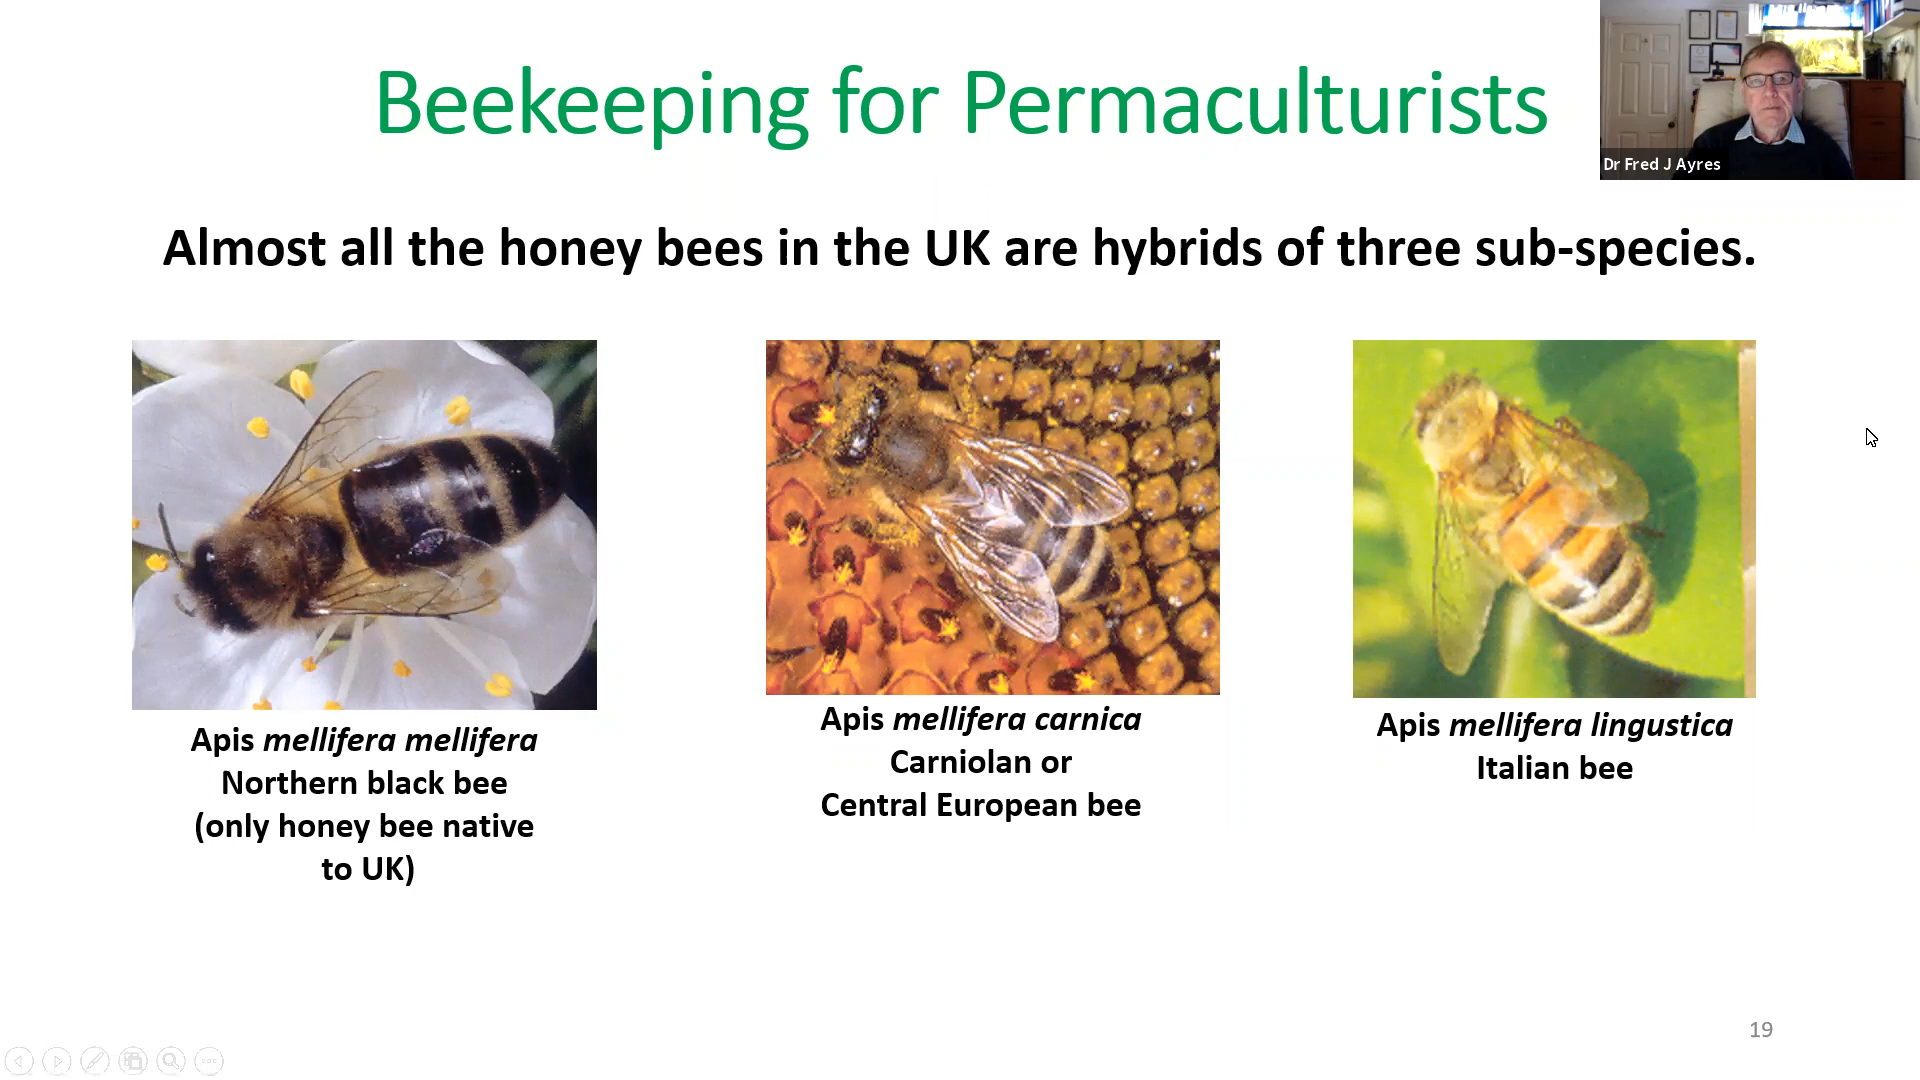 Beekeeping for Permaculturists
Dr Fred J Ayres
Almost all the honey bees in the UK are hybrids of three sub-species.
Apis mellifera mellifera
Northern black bee
(only honey bee native
to UK)
Apis mellifera carnica
Carniolan or
Central European bee
Apis mellifera lingustica
Italian bee
19